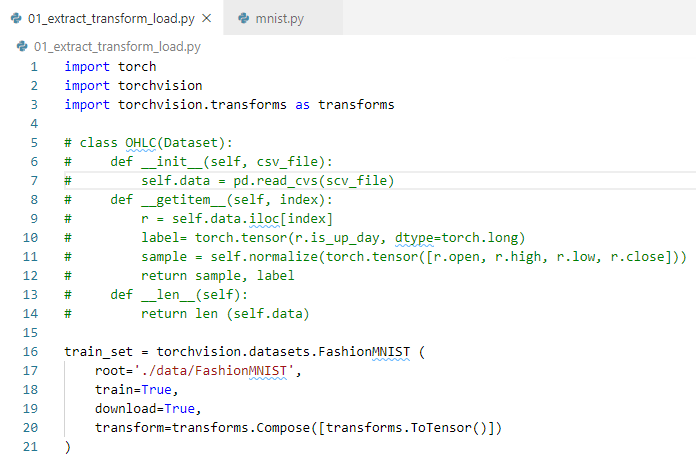 01_extract_transform_load.py × mnist.py
01_extract_transform_load.py
1 import torch
2 import torchvision
3 import torchvision.transforms as transforms
4
5 # class OHLC(Dataset):
6 #     def __init__(self, csv_file):
7 #         self.data = pd.read_cvs(scv_file)
8 #     def __getitem__(self, index):
9 #         r = self.data.iloc[index]
10 #         label= torch.tensor(r.is_up_day, dtype=torch.long)
11 #         sample = self.normalize(torch.tensor([r.open, r.high, r.low, r.close]))
12 #         return sample, label
13 #     def __len__(self):
14 #         return len (self.data)
15
16 train_set = torchvision.datasets.FashionMNIST (
17     root='./data/FashionMNIST',
18     train=True,
19     download=True,
20     transform=transforms.Compose([transforms.ToTensor()])
21 )